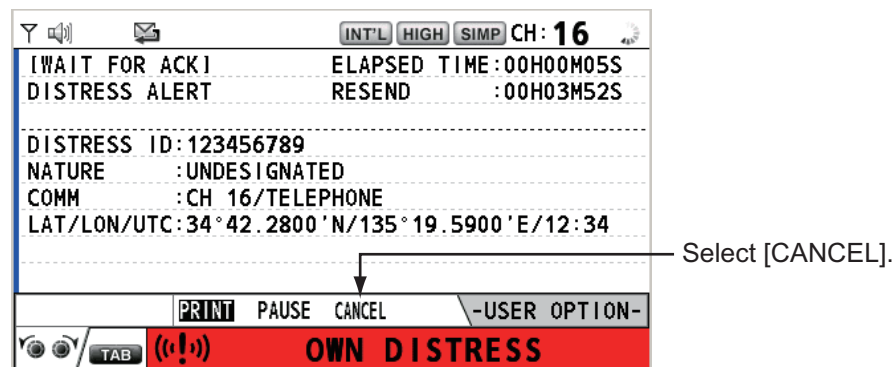 INT'L HIGH SIMP CH: 16
[WAIT FOR ACK] ELAPSED TIME:00H00M05S
DISTRESS ALERT RESEND :00H03M52S
DISTRESS ID:123456789
NATURE :UNDESIGNATED
COMM :CH 16/TELEPHONE
LAT/LON/UTC:34°42.2800'N/135°19.5900'E/12:34
Select [CANCEL].
PRINT PAUSE CANCEL -USER OPTION-
TAB OWN DISTRESS